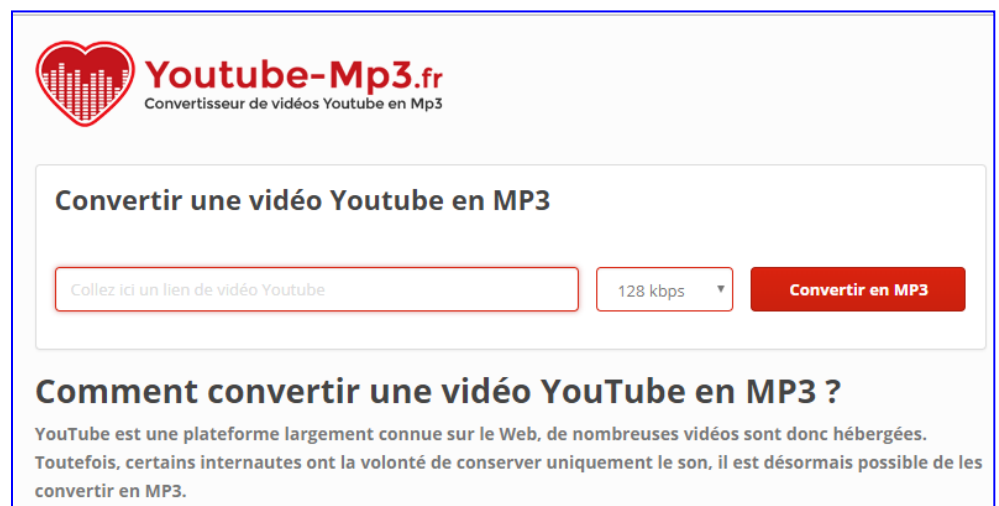 Youtube-Mp3.fr
Convertisseur de vidéos Youtube en Mp3
Convertir une vidéo Youtube en MP3
Collez ici un lien de vidéo Youtube
128 kbps
Convertir en MP3
Comment convertir une vidéo YouTube en MP3 ?
YouTube est une plateforme largement connue sur le Web, de nombreuses vidéos sont donc hébergées.
Toutefois, certains internautes ont la volonté de conserver uniquement le son, il est désormais possible de les
convertir en MP3.